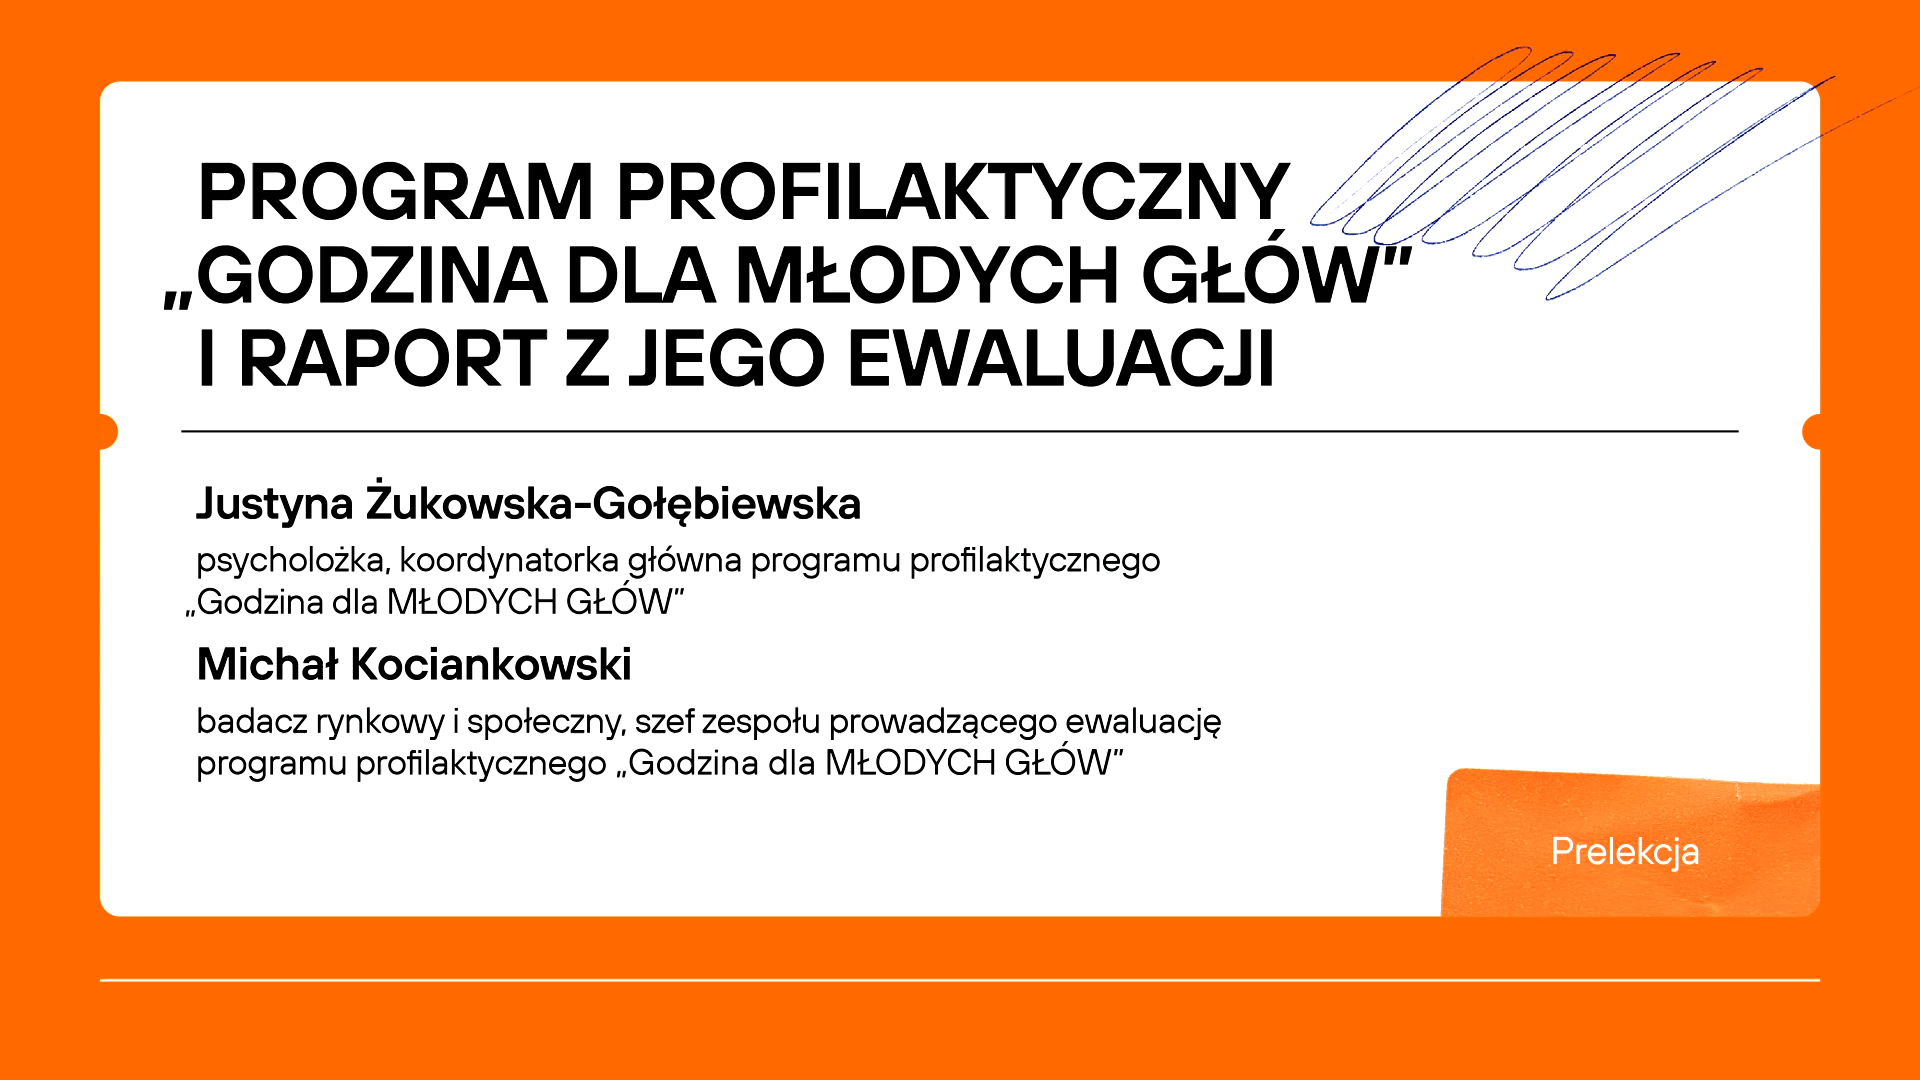 PROGRAM PROFILAKTYCZNY
„GODZINA DLA MŁODYCH GŁÓW”
I RAPORT Z JEGO EWALUACJI
Justyna Żukowska-Gołębiewska
psycholożka, koordynatorka główna programu profilaktycznego
„Godzina dla MŁODYCH GŁÓW”
Michał Kociankowski
badacz rynkowy i społeczny, szef zespołu prowadzącego ewaluację
programu profilaktycznego „Godzina dla MŁODYCH GŁÓW”
Prelekcja